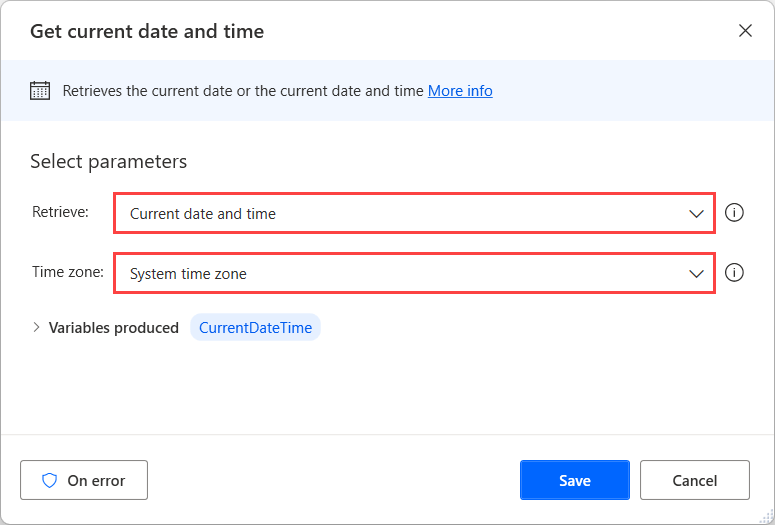 Get current date and time
Retrieves the current date or the current date and time More info
Select parameters
Retrieve: Current date and time
Time zone: System time zone
Variables produced CurrentDateTime
On error Save Cancel